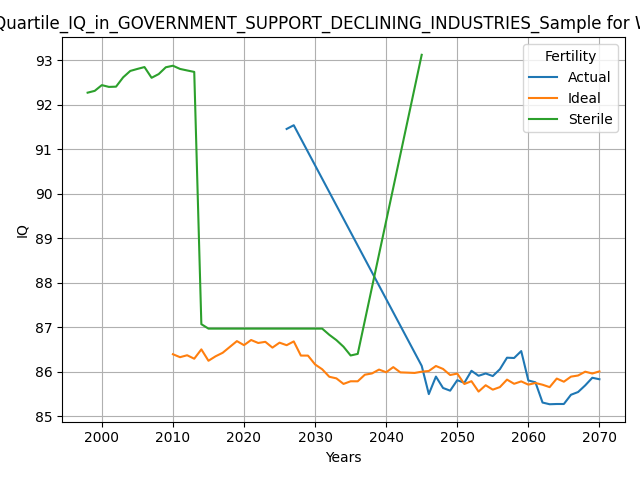 Quartile_IQ_in_GOVERNMENT_SUPPORT_DECLINING_INDUSTRIES_Sample for
Fertility
Actual
Ideal
Sterile
IQ
93
92
91
90
89
88
87
86
85
2000 2010 2020 2030 2040 2050 2060 2070
Years